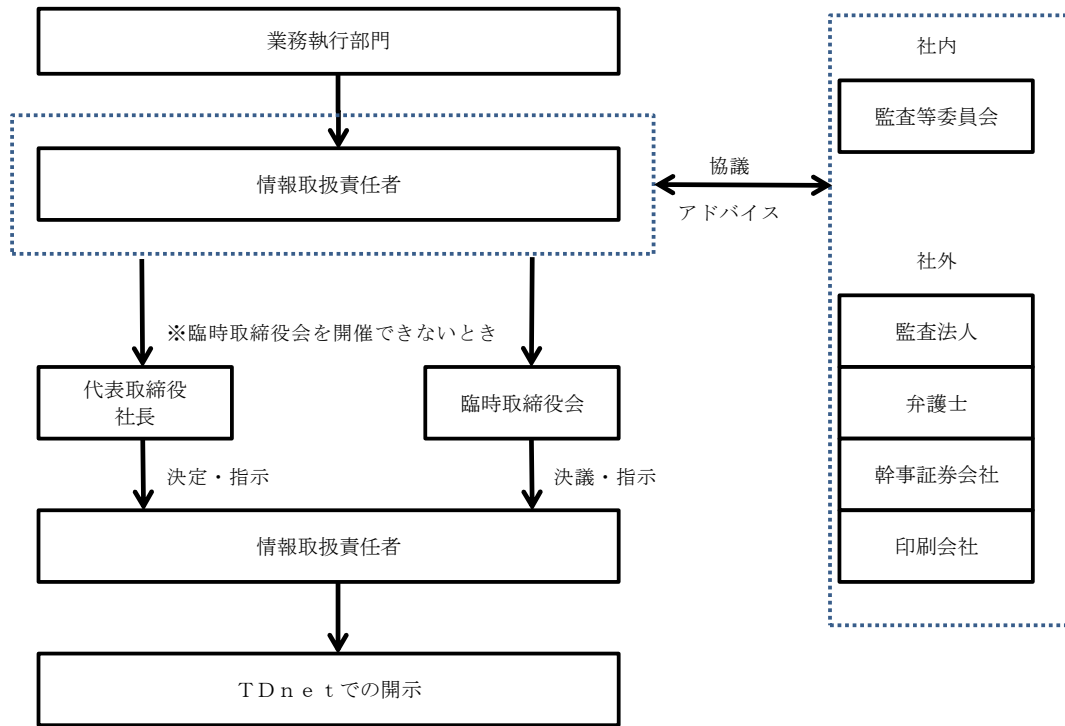 業務執行部門
情報取扱責任者
協議
アドバイス
※臨時取締役会を開催できないとき
代表取締役
社長
臨時取締役会
決定・指示
決議・指示
情報取扱責任者
ＴＤｎｅｔでの開示
社内
監査等委員会
社外
監査法人
弁護士
幹事証券会社
印刷会社